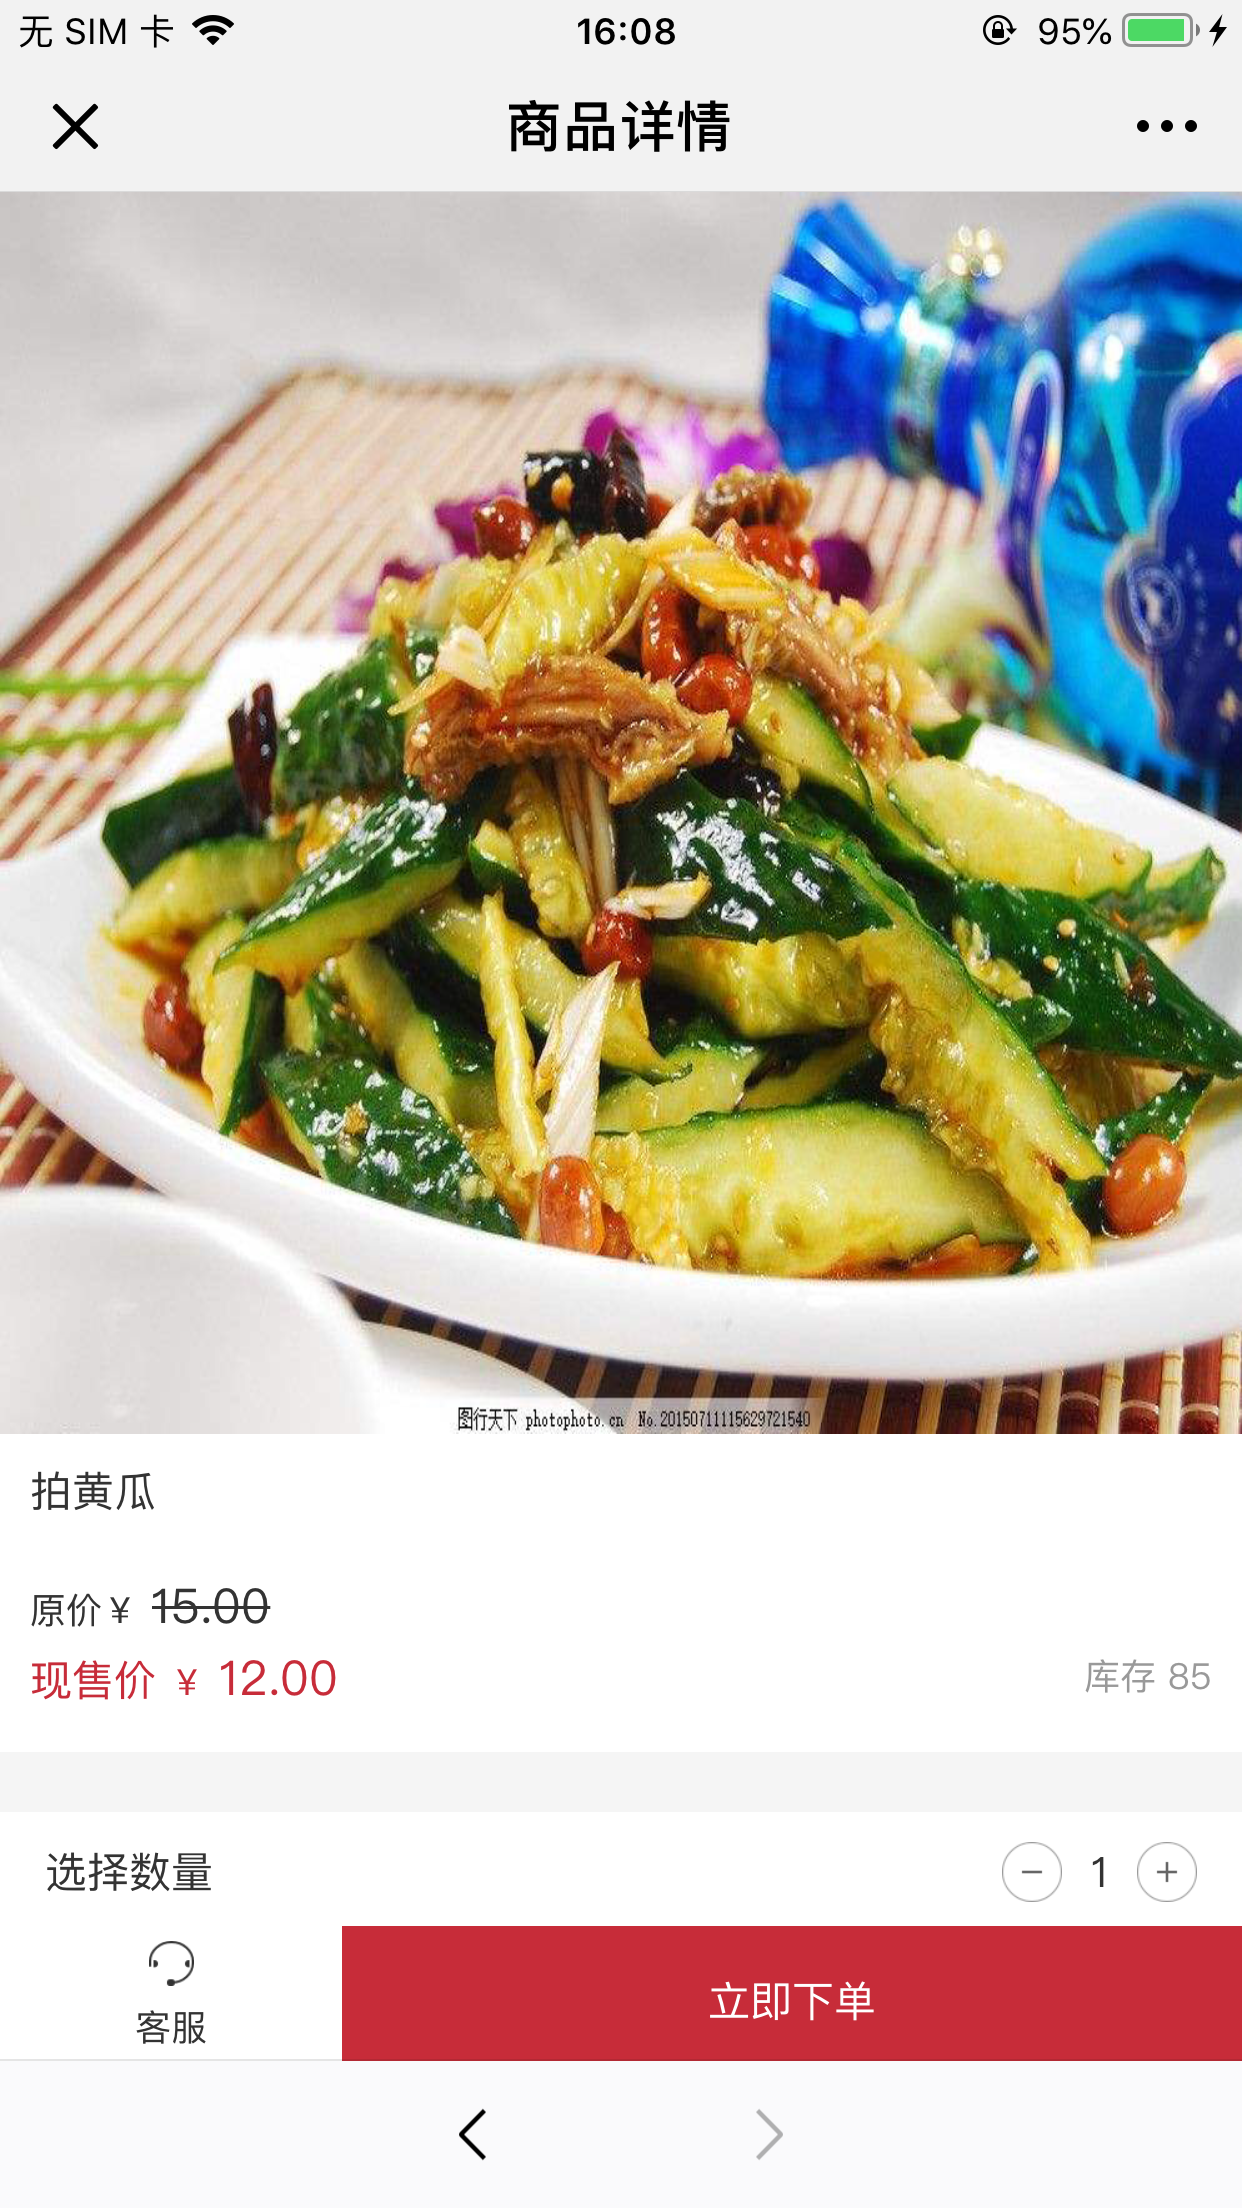 无 SIM 卡
16:08
95%
商品详情
图行天下 photophoto.cn No.20150711115629721540
拍黄瓜
原价¥ 15.00
现售价 ¥ 12.00
库存 85
选择数量
1
客服
立即下单